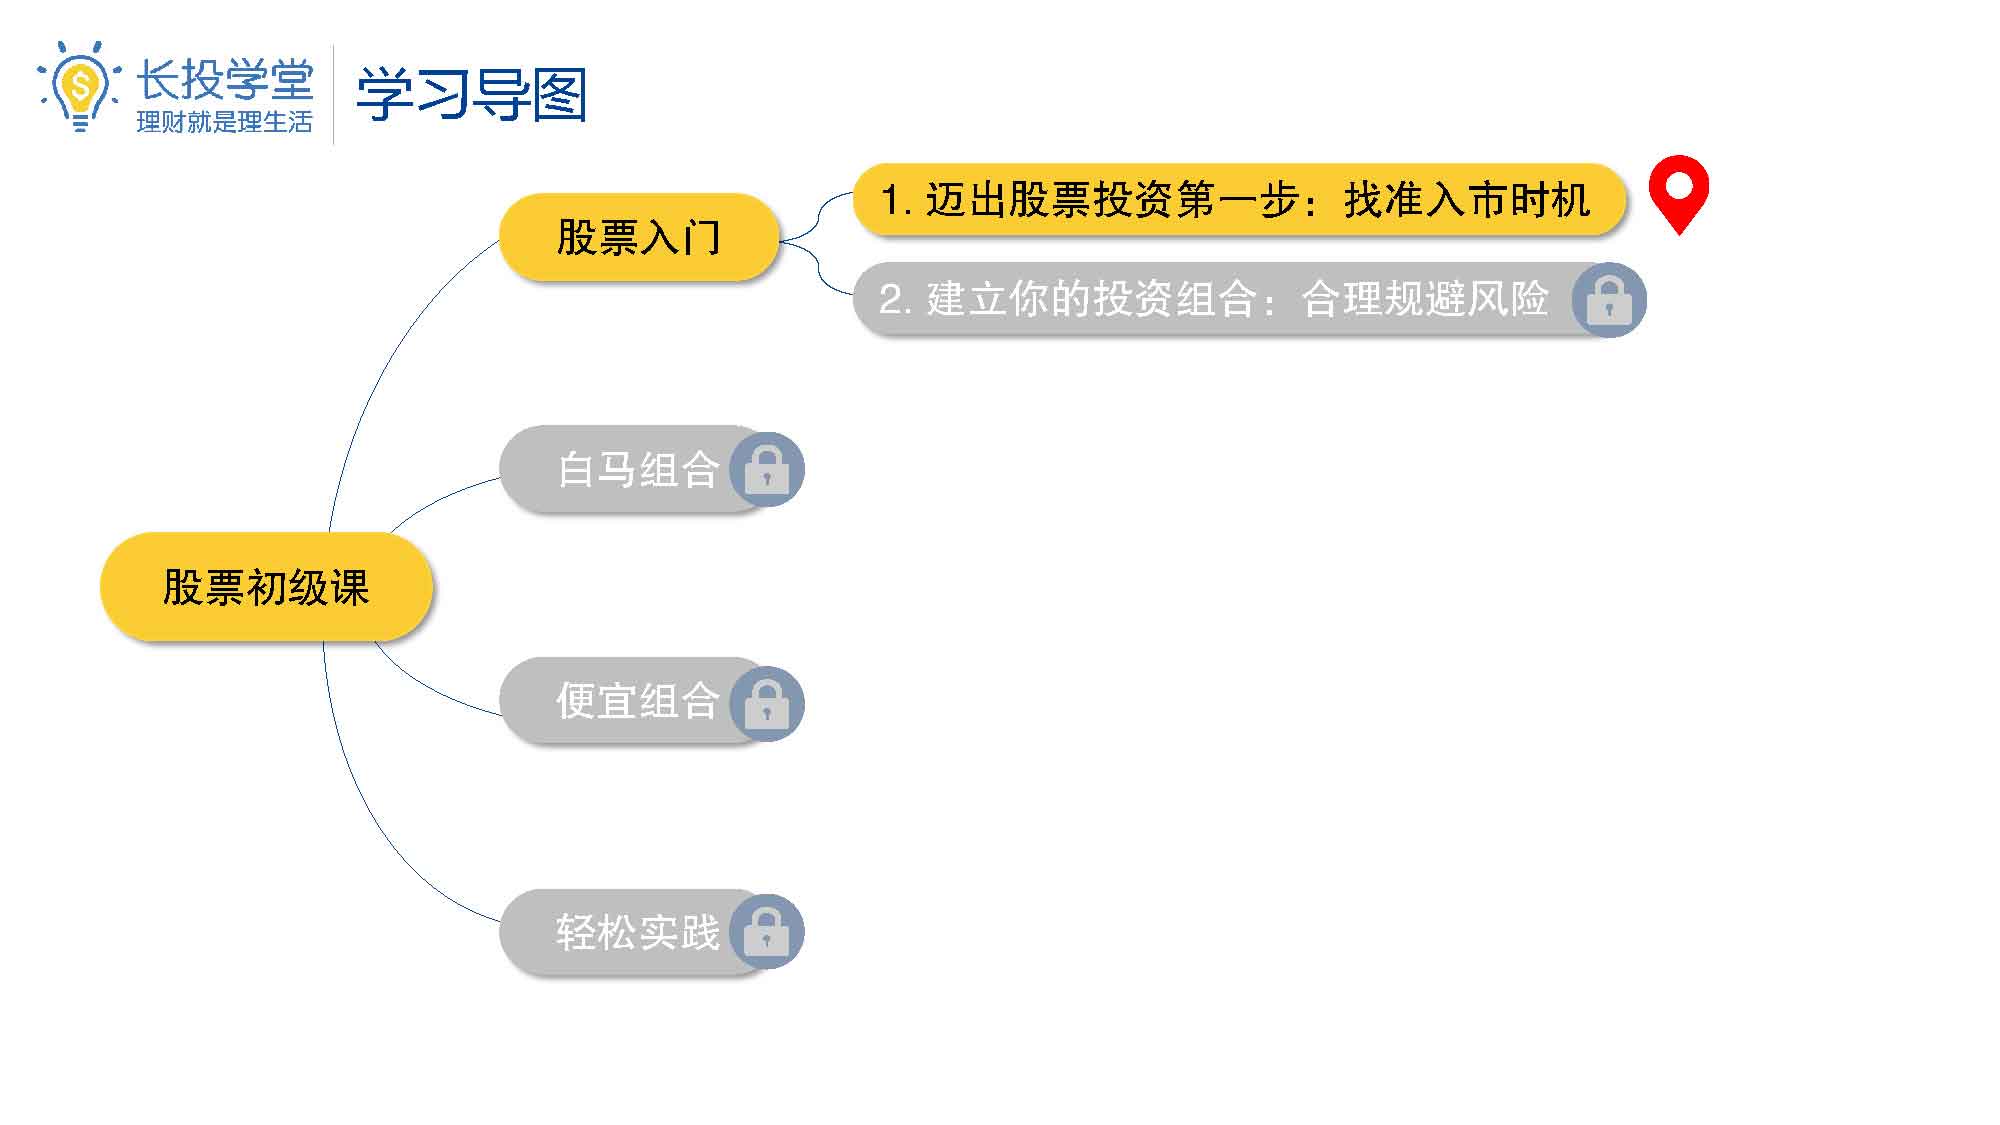 长投学堂
理财就是理生活
学习导图
1. 迈出股票投资第一步：找准入市时机
股票入门
2. 建立你的投资组合：合理规避风险
白马组合
股票初级课
便宜组合
轻松实践